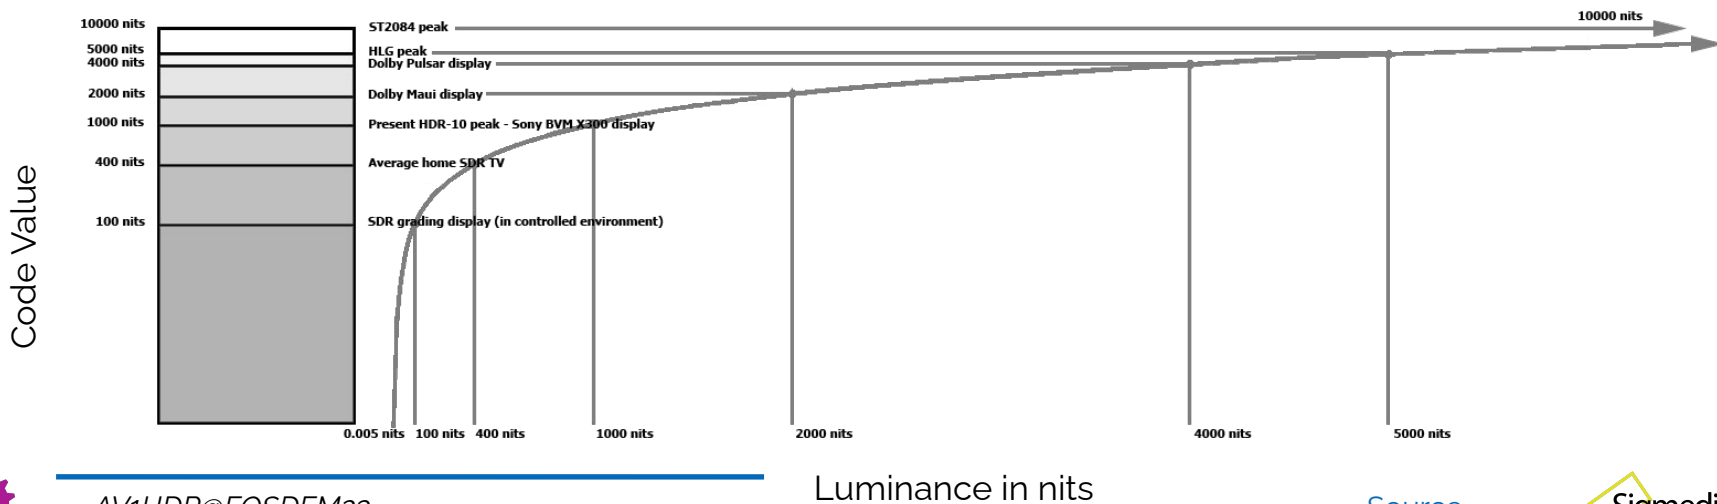 10000 nits
ST2084 peak
10000 nits
5000 nits
HLG peak
4000 nits
Dolby Pulsar display
2000 nits
Dolby Maui display
1000 nits
Present HDR-10 peak - Sony BVM X300 display
400 nits
Average home SDR TV
100 nits
SDR grading display (in controlled environment)
Code Value
0.005 nits 100 nits 400 nits 1000 nits 2000 nits 4000 nits 5000 nits
Luminance in nits
AV1HDR@FOSDEM22
Source